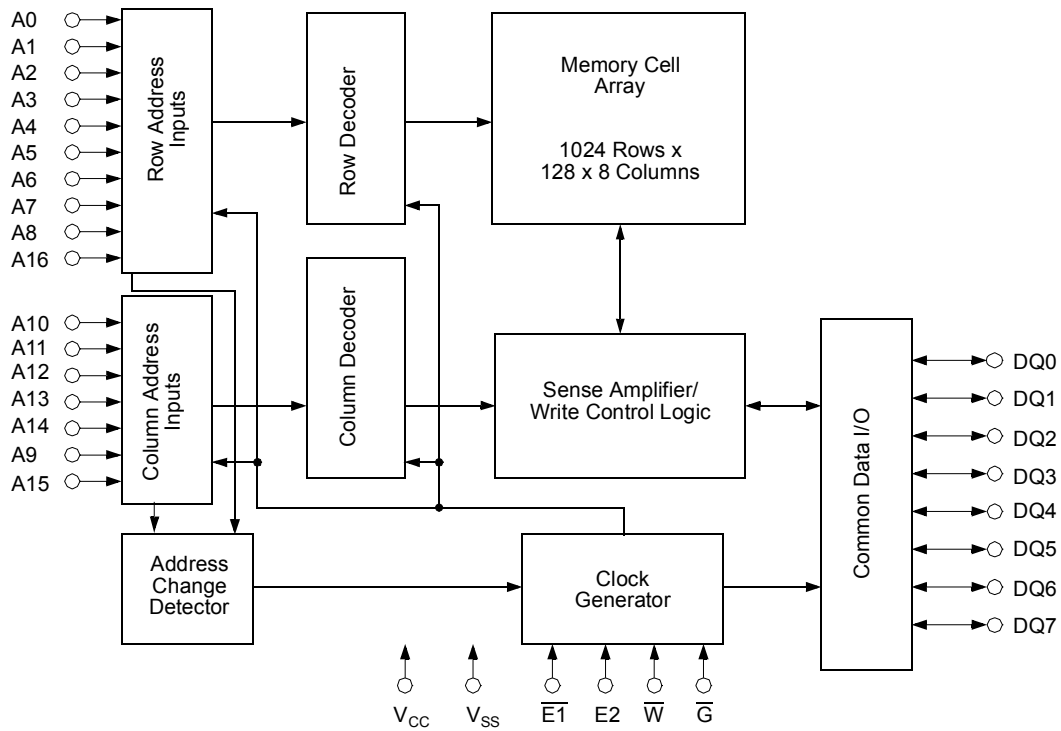 A0
A1
A2
A3
A4
A5
A6
A7
A8
A16
Row Address
Inputs
Row Decoder
Memory Cell
Array
1024 Rows x
128 x 8 Columns
A10
A11
A12
A13
A14
A9
A15
Column Address
Inputs
Column Decoder
Sense Amplifier/
Write Control Logic
Common Data I/O
DQ0
DQ1
DQ2
DQ3
DQ4
DQ5
DQ6
DQ7
Address
Change
Detector
Clock
Generator
VCC
VSS
E1
E2
W
G